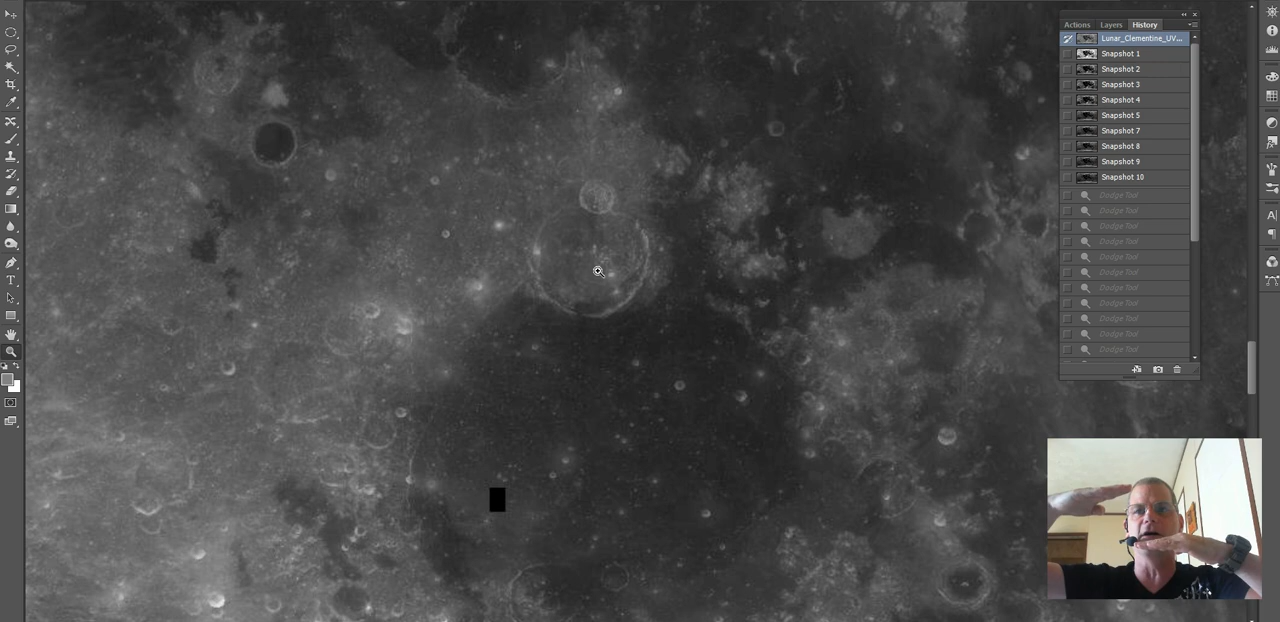 Actions Layers History
Lunar_Clementine_UV...
Snapshot 1
Snapshot 2
Snapshot 3
Snapshot 4
Snapshot 5
Snapshot 7
Snapshot 8
Snapshot 9
Snapshot 10
Dodge Tool
Dodge Tool
Dodge Tool
Dodge Tool
Dodge Tool
Dodge Tool
Dodge Tool
Dodge Tool
Dodge Tool
Dodge Tool
Dodge Tool